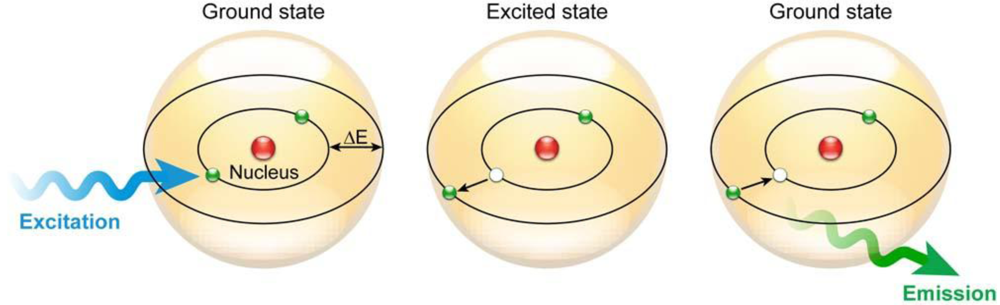 Ground state
Excited state
Ground state
ΔE
Nucleus
Excitation
Emission